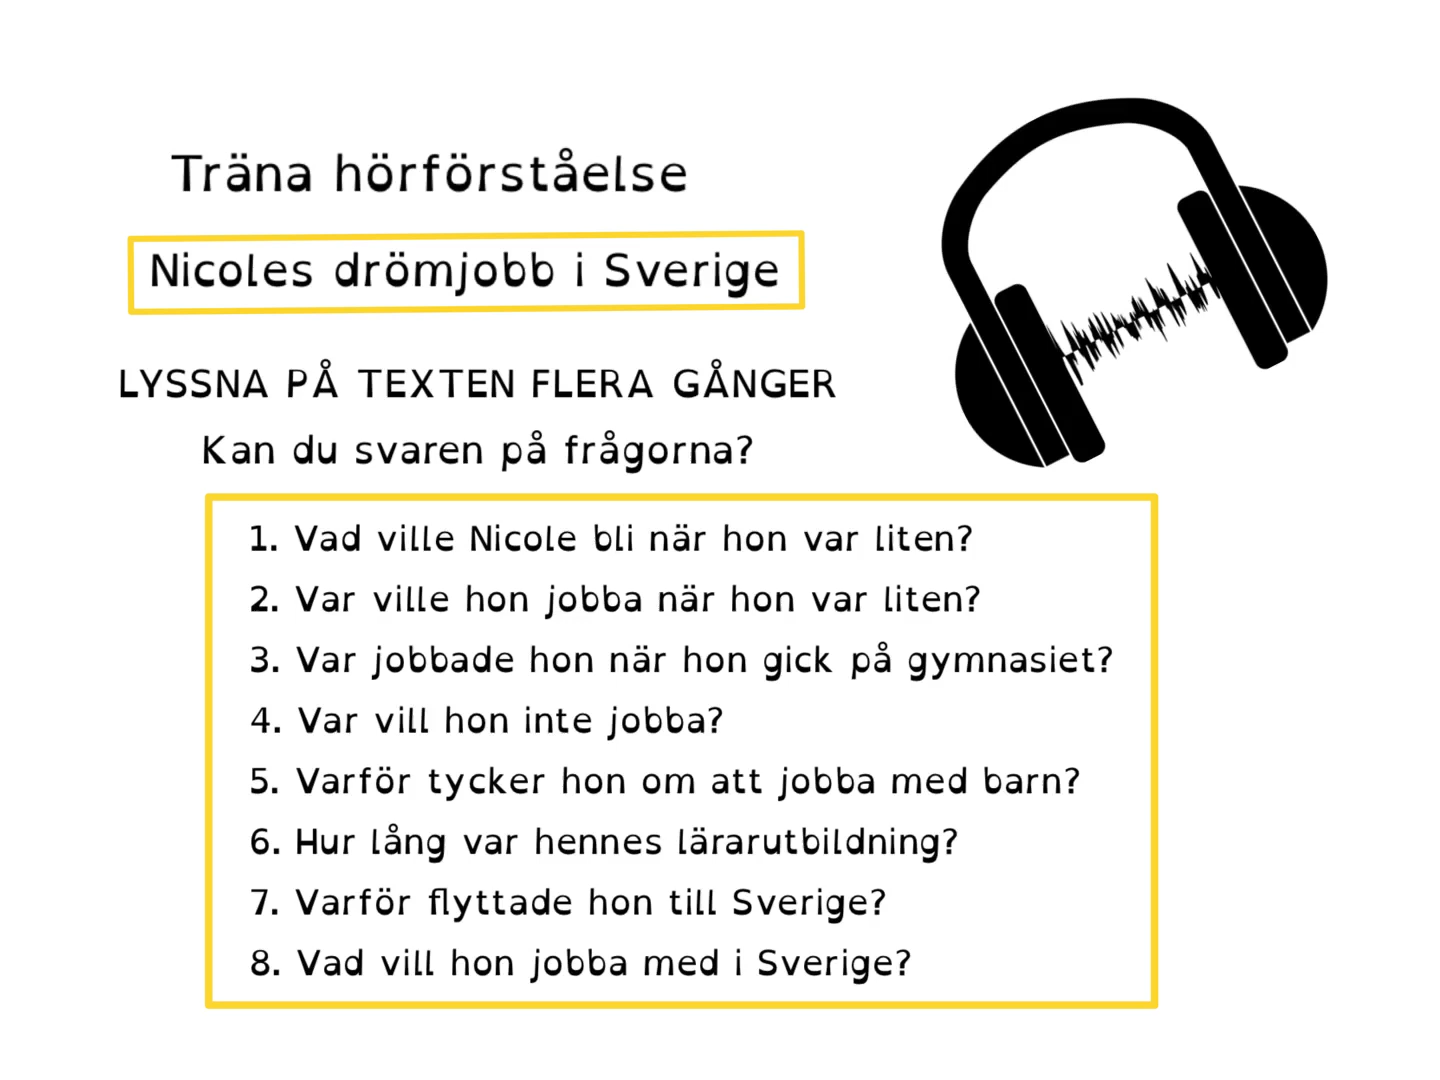 Träna hörförståelse
Nicoles drömjobb i Sverige
LYSSNA PÅ TEXTEN FLERA GÅNGER
Kan du svaren på frågorna?
1. Vad ville Nicole bli när hon var liten?
2. Var ville hon jobba när hon var liten?
3. Var jobbade hon när hon gick på gymnasiet?
4. Var vill hon inte jobba?
5. Varför tycker hon om att jobba med barn?
6. Hur lång var hennes lärarutbildning?
7. Varför flyttade hon till Sverige?
8. Vad vill hon jobba med i Sverige?